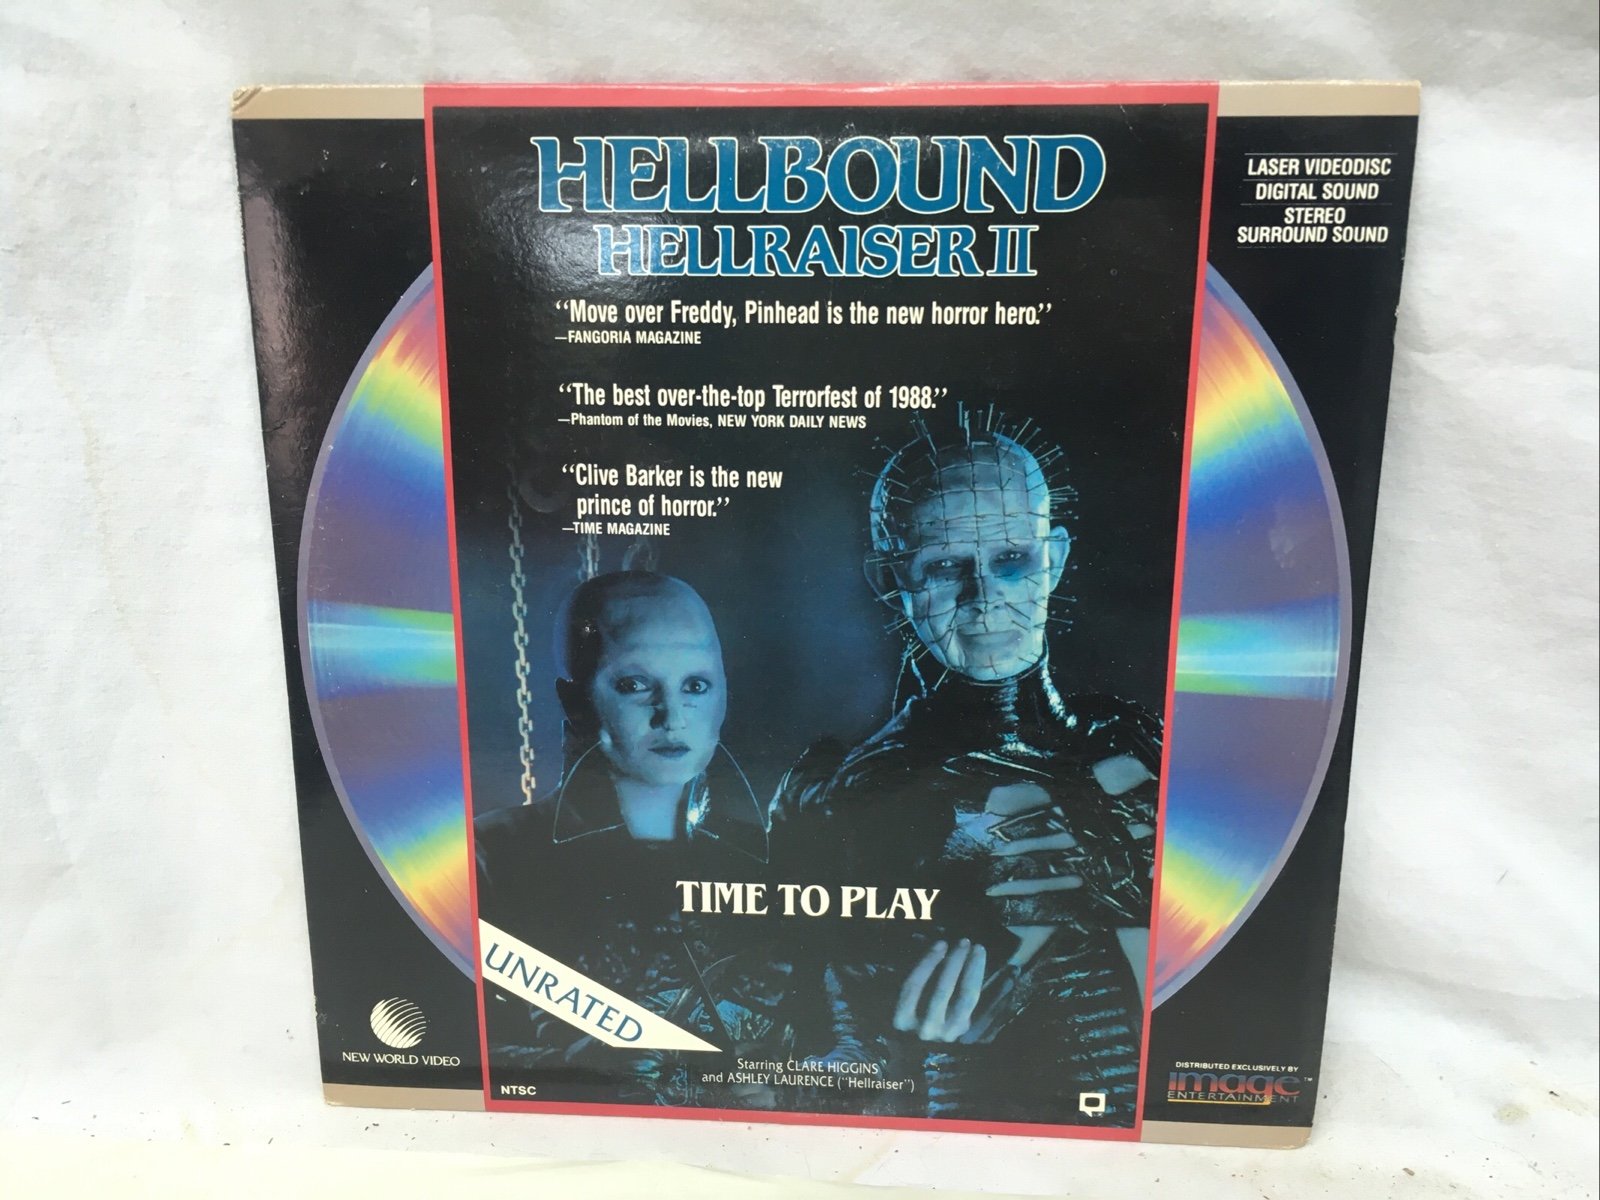 HELLBOUND
HELLRAISER II
LASER VIDEODISC
DIGITAL SOUND
STEREO
SURROUND SOUND
“Move over Freddy, Pinhead is the new horror hero.”
—FANGORIA MAGAZINE
“The best over-the-top Terrorfest of 1988.”
—Phantom of the Movies, NEW YORK DAILY NEWS
“Clive Barker is the new
prince of horror.”
—TIME MAGAZINE
TIME TO PLAY
UNRATED
NEW WORLD VIDEO
Starring CLARE HIGGINS
and ASHLEY LAURENCE (“Hellraiser”)
NTSC
DISTRIBUTED EXCLUSIVELY BY
image™
ENTERTAINMENT